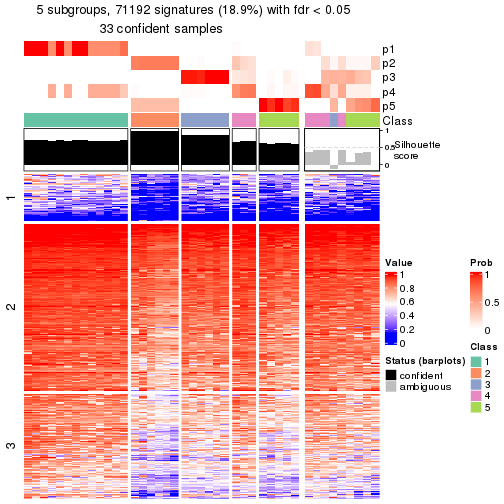 5 subgroups, 71192 signatures (18.9%) with fdr < 0.05
33 confident samples
p1
p2
p3
p4
p5
Class
1
0.5
0
Silhouette
score
1
2
3
Value
1
0.8
0.6
0.4
0.2
0
Status (barplots)
confident
ambiguous
Prob
1
0.5
0
Class
1
2
3
4
5